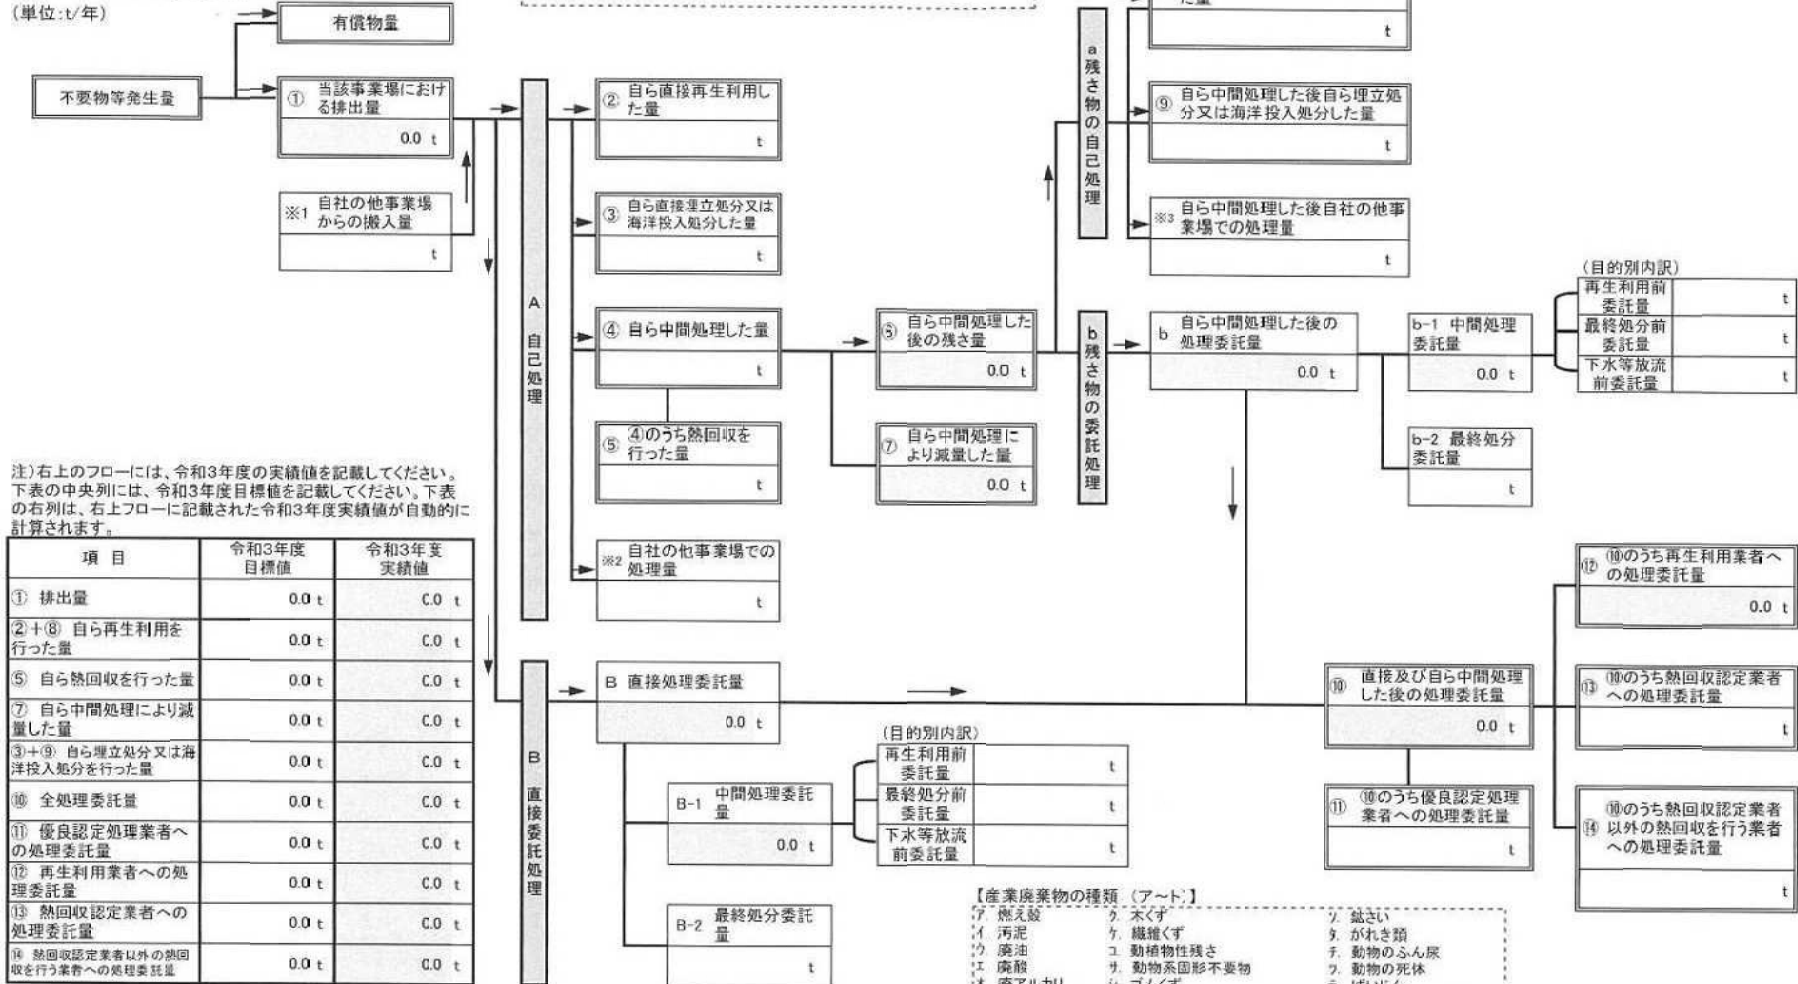 (単位:t/年)
有償物量
不要物等発生量
① 当該事業場におけ
る排出量
0.0 t
※1 自社の他事業場
からの搬入量
t
A 自己処理
② 自ら直接再生利用し
た量
t
③ 自ら直接埋立処分又は
海洋投入処分した量
t
④ 自ら中間処理した量
t
⑤ ④のうち熱回収を
行った量
t
※2 自社の他事業場での
処理量
t
⑥ 自ら中間処理した
後の残さ量
0.0 t
⑦ 自ら中間処理に
より減量した量
0.0 t
a 残さ物の自己処理
た量
t
⑨ 自ら中間処理した後自ら埋立処
分又は海洋投入処分した量
t
※3 自ら中間処理した後自社の他事
業場での処理量
t
b 残さ物の委託処理
b 自ら中間処理した後の
処理委託量
0.0 t
b-1 中間処理
委託量
0.0 t
(目的別内訳)
再生利用前
委託量 t
最終処分前
委託量 t
下水等放流
前委託量 t
b-2 最終処分
委託量
t
注)右上のフローには、令和3年度の実績値を記載してください。
下表の中央列には、令和3年度目標値を記載してください。下表
の右列は、右上フローに記載された令和3年度実績値が自動的に
計算されます。
項 目 令和3年度
目標値 令和3年度
実績値
① 排出量 0.0 t 0.0 t
②+⑧ 自ら再生利用を
行った量 0.0 t 0.0 t
⑤ 自ら熱回収を行った量 0.0 t 0.0 t
⑦ 自ら中間処理により減
量した量 0.0 t 0.0 t
③+⑨ 自ら埋立処分又は海
洋投入処分を行った量 0.0 t 0.0 t
⑩ 全処理委託量 0.0 t 0.0 t
⑪ 優良認定処理業者へ
の処理委託量 0.0 t 0.0 t
⑫ 再生利用業者への処
理委託量 0.0 t 0.0 t
⑬ 熱回収認定業者への
処理委託量 0.0 t 0.0 t
⑭ 熱回収認定業者以外の熱回
収を行う業者への処理委託量 0.0 t 0.0 t
B 直接委託処理
B 直接処理委託量
0.0 t
B-1 中間処理委託
量
0.0 t
(目的別内訳)
再生利用前
委託量 t
最終処分前
委託量 t
下水等放流
前委託量 t
B-2 最終処分委託
量
t
⑩ 直接及び自ら中間処理
した後の処理委託量
0.0 t
⑪ ⑩のうち優良認定処理
業者への処理委託量
t
⑫ ⑩のうち再生利用業者へ
の処理委託量
0.0 t
⑬ ⑩のうち熱回収認定業者
への処理委託量
t
⑭ ⑩のうち熱回収認定業者
以外の熱回収を行う業者
への処理委託量
t
【産業廃棄物の種類 (ア～ト)】
ア. 燃え殻 ク. 木くず ソ. 鉱さい
イ. 汚泥 ケ. 繊維くず タ. がれき類
ウ. 廃油 コ. 動植物性残さ チ. 動物のふん尿
エ. 廃酸 サ. 動物系固形不要物 ツ. 動物の死体
オ. 廃アルカリ シ. ゴムくず テ. ばいじん